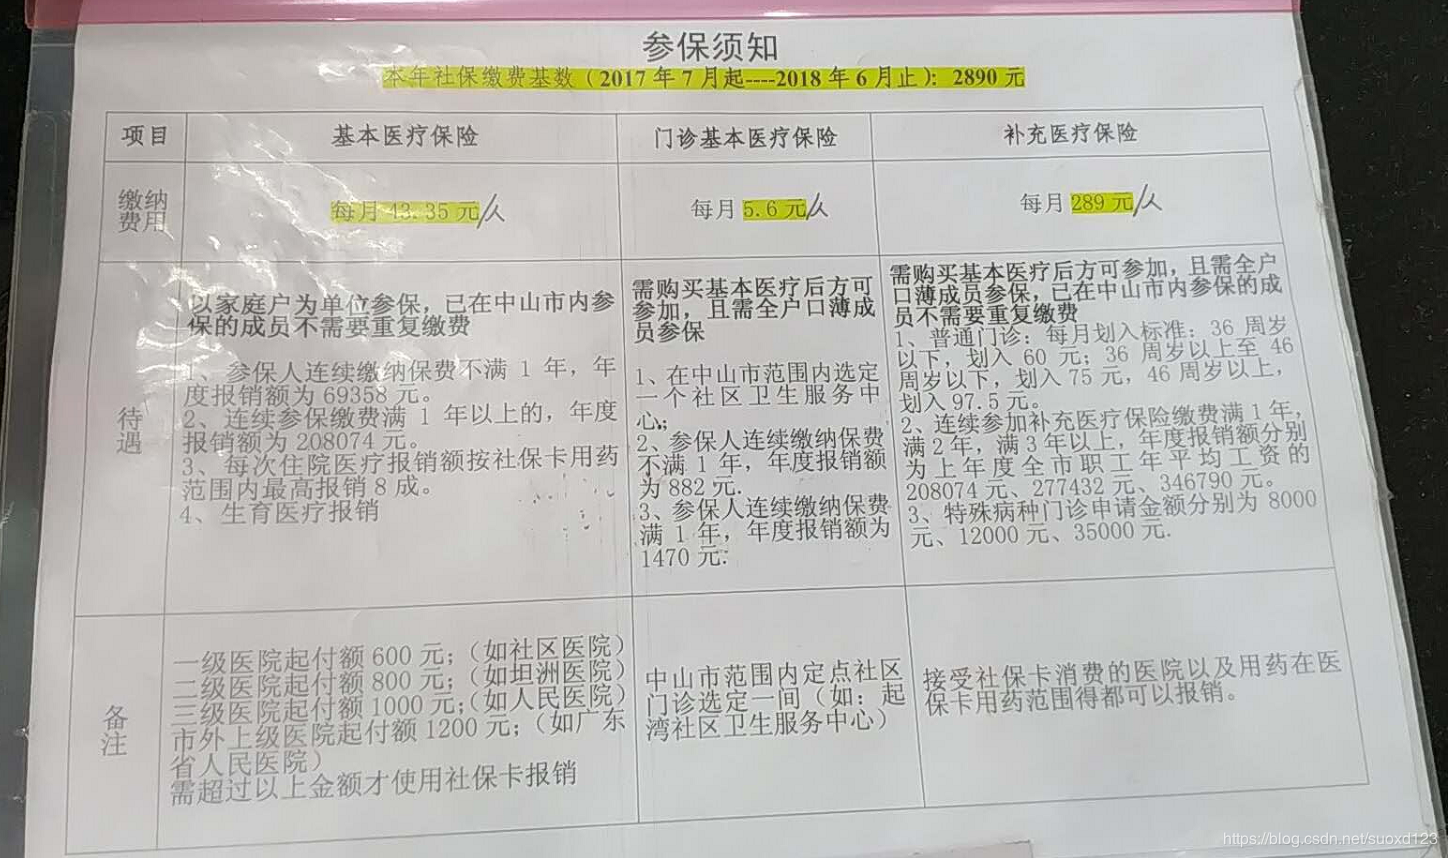 参保须知
本年社保缴费基数（2017年7月起----2018年6月止）：2890元
项目
基本医疗保险
门诊基本医疗保险
补充医疗保险
缴纳
费用
每月 43.35 元/人
每月 5.6 元/人
每月 289 元/人
待
遇
以家庭户为单位参保，已在中山市内参
保的成员不需要重复缴费
1、参保人连续缴纳保费不满 1 年，年
度报销额为 69358 元。
2、连续参保缴费满 1 年以上的，年度
报销额为 208074 元。
3、每次住院医疗报销额按社保卡用药
范围内最高报销 8 成。
4、生育医疗报销
需购买基本医疗后方可
参加，且需全户口薄成
员参保
1、在中山市范围内选定
一个社区卫生服务中
心；
2、参保人连续缴纳保费
不满 1 年，年度报销额
为 882 元.
3、参保人连续缴纳保费
满 1 年，年度报销额为
1470 元:
需购买基本医疗后方可参加，且需全户
口薄成员参保，已在中山市内参保的成
员不需要重复缴费
1、普通门诊：每月划入标准：36 周岁
以下，划入 60 元；36 周岁以上至 46
周岁以下，划入 75 元，46 周岁以上，
划入 97.5 元。
2、连续参加补充医疗保险缴费满 1 年，
满 2 年，满 3 年以上，年度报销额分别
为上年度全市职工年平均工资的
208074 元、277432 元、346790 元。
3、特殊病种门诊申请金额分别为 8000
元、12000 元、35000 元.
备
注
一级医院起付额 600 元；（如社区医院）
二级医院起付额 800 元；（如坦洲医院）
三级医院起付额 1000 元；（如人民医院）
市外上级医院起付额 1200 元；（如广东
省人民医院）
需超过以上金额才使用社保卡报销
中山市范围内定点社区
门诊选定一间（如：起
湾社区卫生服务中心）
接受社保卡消费的医院以及用药在医
保卡用药范围得都可以报销。
https://blog.csdn.net/suoxd123